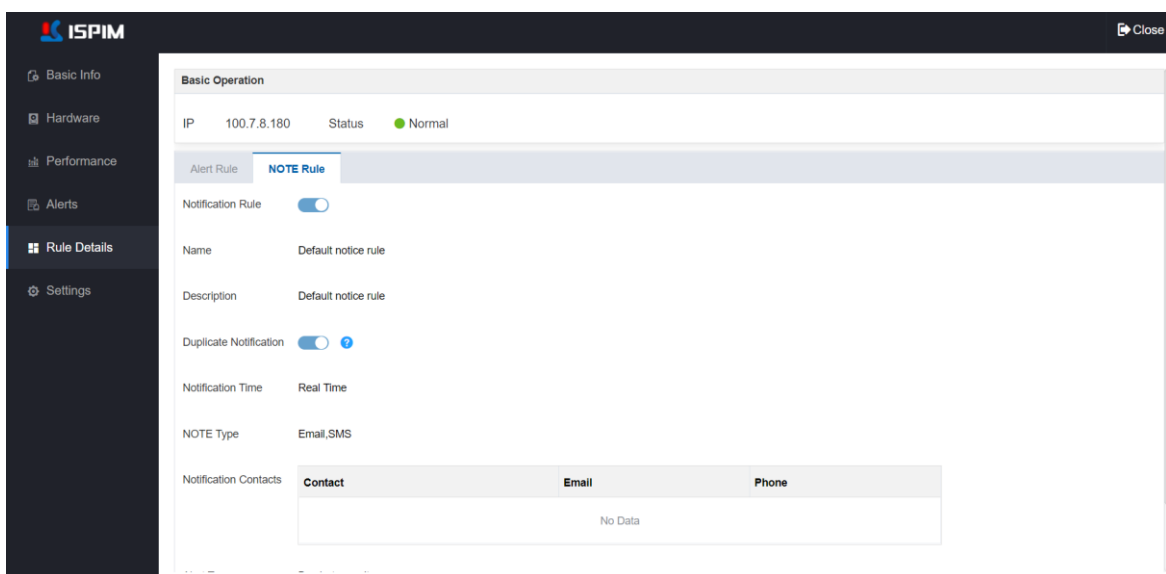 ISPIM
Close
Basic Info
Hardware
Performance
Alerts
Rule Details
Settings
Basic Operation
IP 100.7.8.180 Status Normal
Alert Rule NOTE Rule
Notification Rule
Name Default notice rule
Description Default notice rule
Duplicate Notification ?
Notification Time Real Time
NOTE Type Email,SMS
Notification Contacts Contact Email Phone
No Data